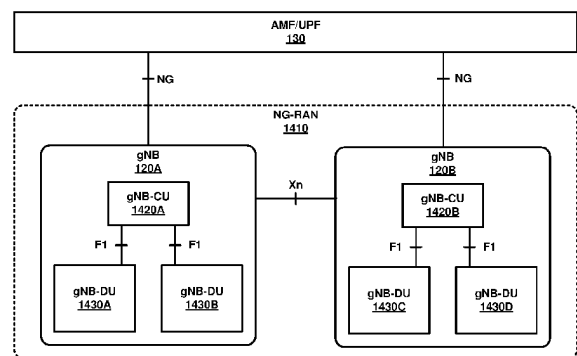 AMF/UPF
130
NG
NG
NG-RAN
1410
gNB
120A
gNB
120B
Xn
gNB-CU
1420A
gNB-CU
1420B
F1
F1
F1
F1
gNB-DU
1430A
gNB-DU
1430B
gNB-DU
1430C
gNB-DU
1430D